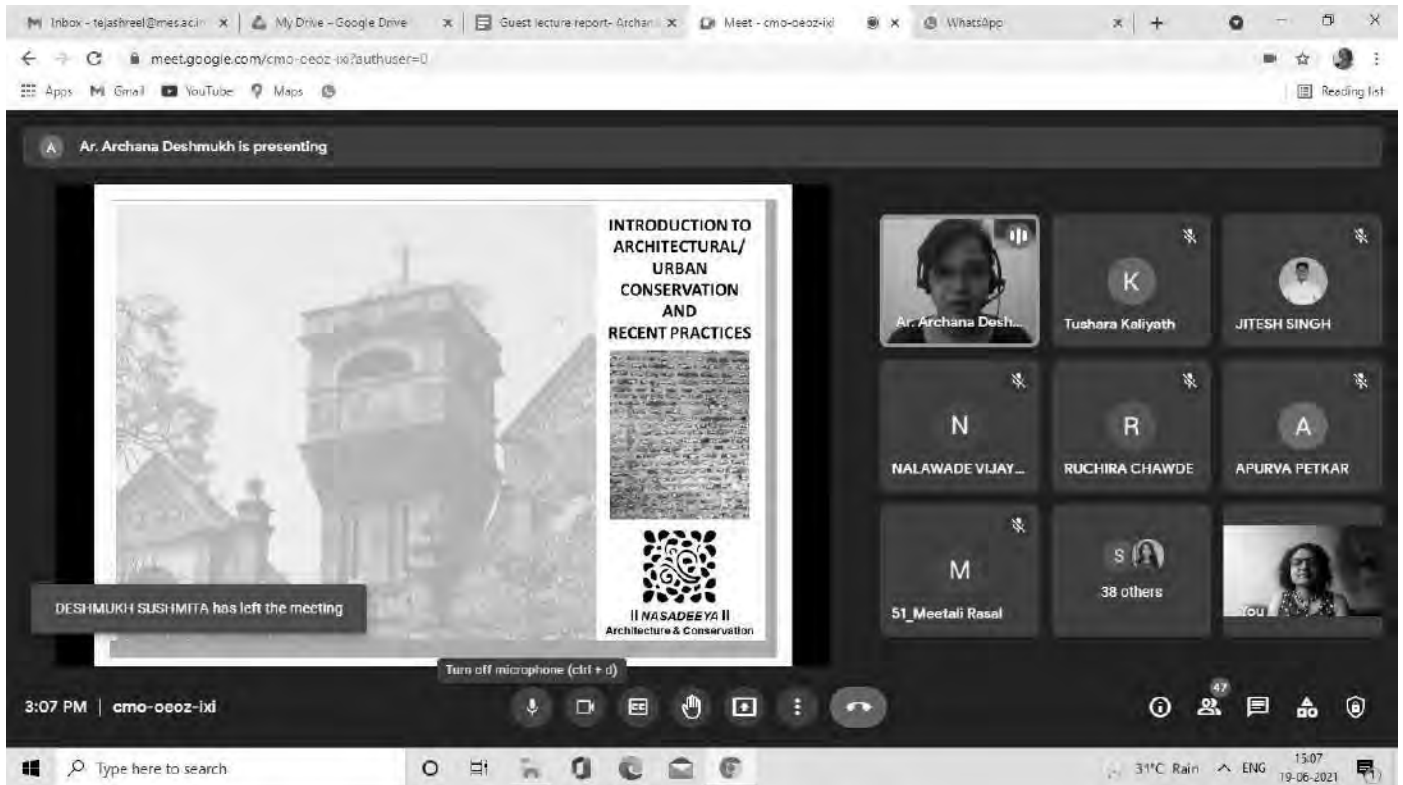 Inbox - tejashreel@mes.ac.in
My Drive - Google Drive
Guest lecture report- Archan
Meet - cmo-oeoz-ixi
WhatsApp
meet.google.com/cmo-oeoz-ixi?authuser=0
Apps
Gmail
YouTube
Maps
Reading list
A
Ar. Archana Deshmukh is presenting
INTRODUCTION TO
ARCHITECTURAL/
URBAN
CONSERVATION
AND
RECENT PRACTICES
|| NASADEEYA ||
Architecture & Conservation
DESHMUKH SUSHMITA has left the meeting
Ar. Archana Desh...
K
Tushara Kaliyath
JITESH SINGH
N
NALAWADE VIJAY...
R
RUCHIRA CHAWDE
A
APURVA PETKAR
M
51_Meetali Rasal
S
38 others
You
Turn off microphone (ctrl + d)
3:07 PM | cmo-oeoz-ixi
47
Type here to search
31°C Rain
ENG
15:07
19-06-2021